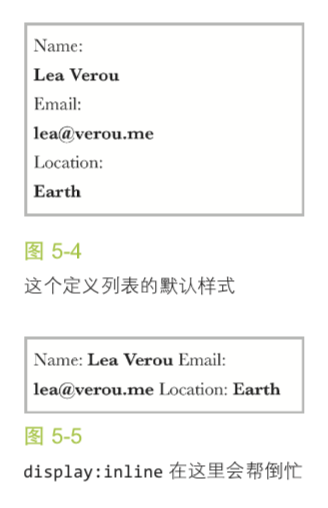 Name:
Lea Verou
Email:
lea@verou.me
Location:
Earth
图 5-4
这个定义列表的默认样式
Name: Lea Verou Email:
lea@verou.me Location: Earth
图 5-5
display:inline 在这里会帮倒忙